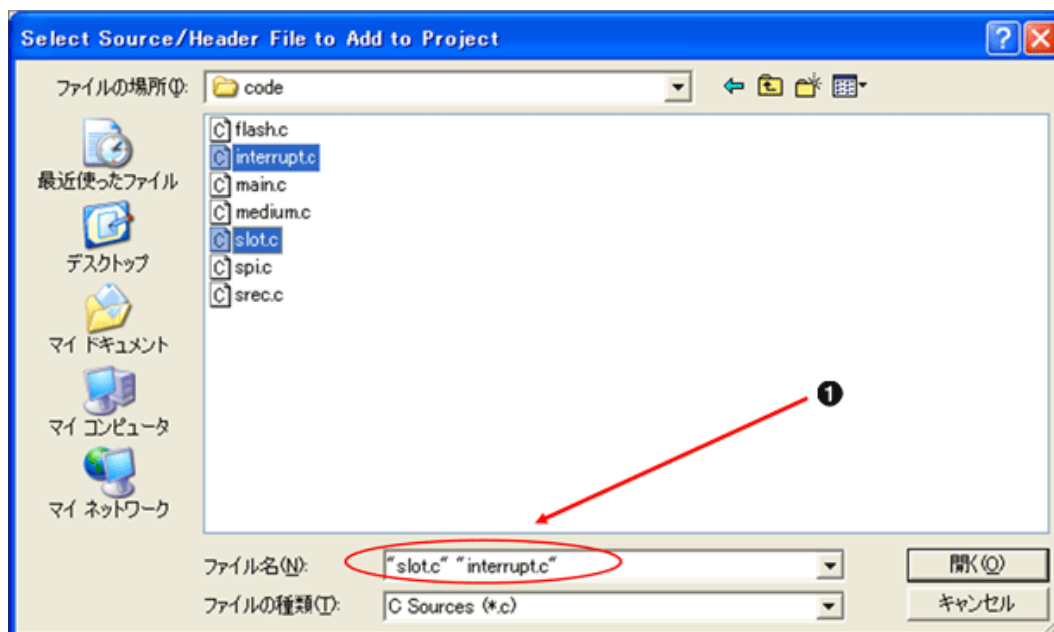 Select Source/Header File to Add to Project
ファイルの場所(I):
code
flash.c
interrupt.c
main.c
medium.c
slot.c
spi.c
srec.c
最近使ったファイル
デスクトップ
マイ ドキュメント
マイ コンピュータ
マイ ネットワーク
❶
ファイル名(N):
"slot.c" "interrupt.c"
開く(O)
ファイルの種類(T):
C Sources (*.c)
キャンセル